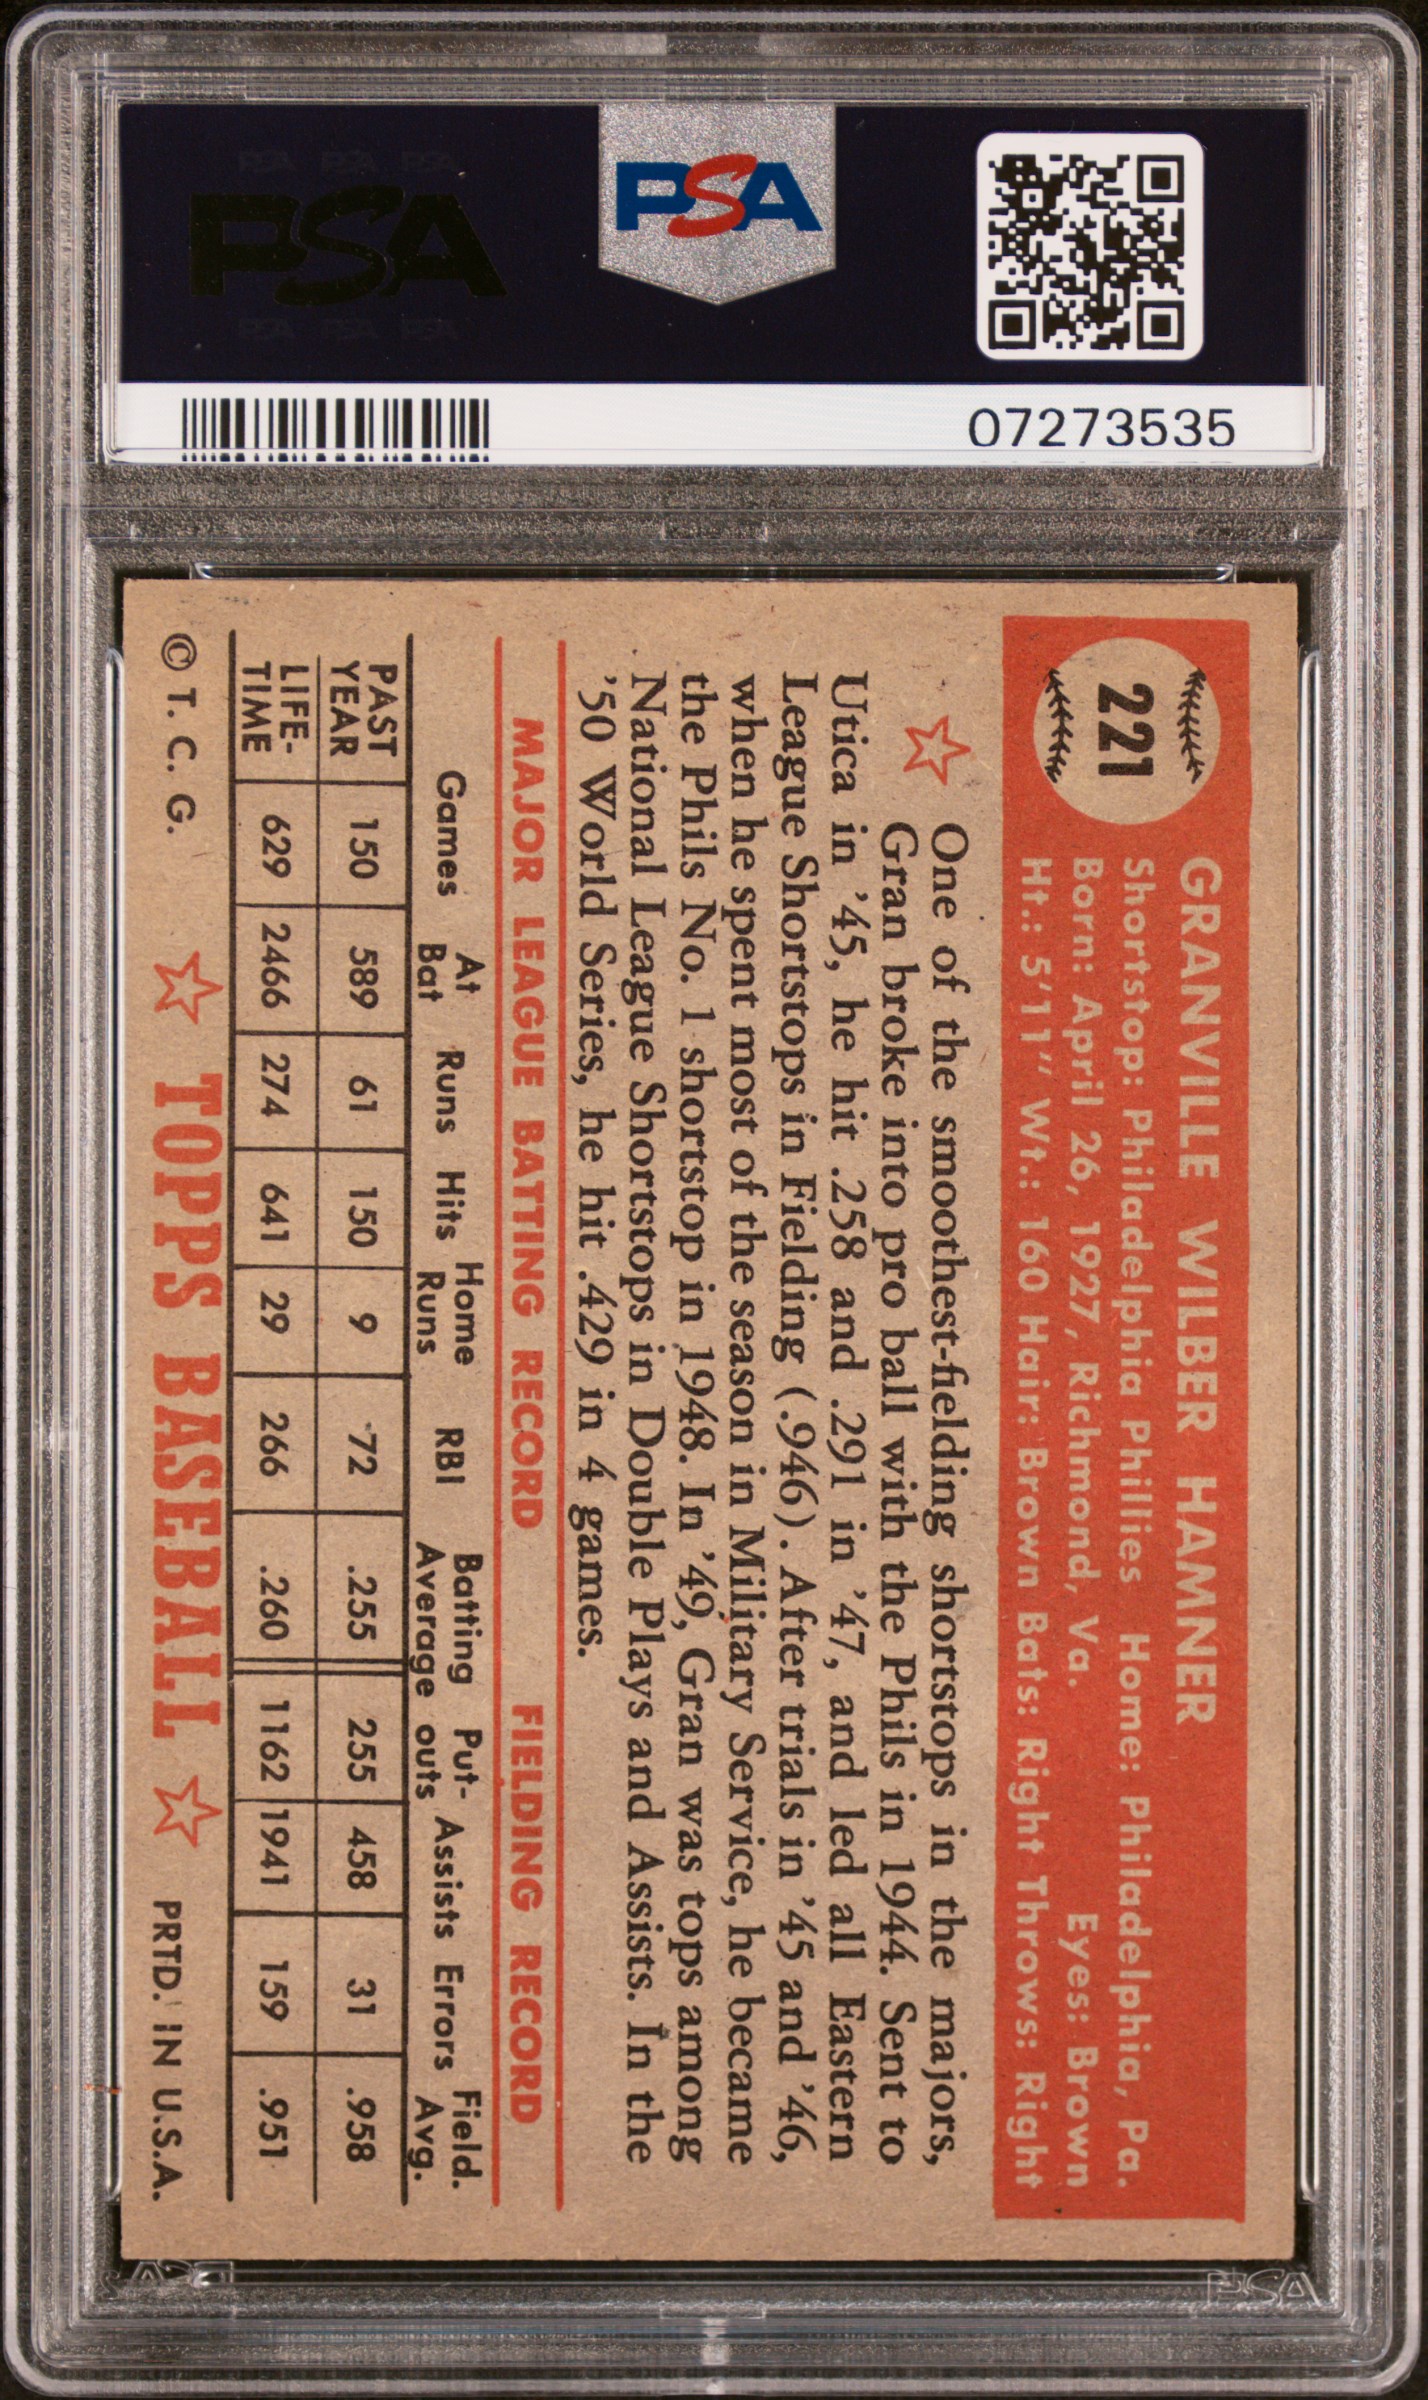 PSA PSA PSA
PSA
PSA PSA PSA
PSA
07273535
221
GRANVILLE WILBER HAMNER
Shortstop: Philadelphia Phillies Home: Philadelphia, Pa.
Born: April 26, 1927, Richmond, Va. Eyes: Brown
Ht.: 5'11" Wt.: 160 Hair: Brown Bats: Right Throws: Right
One of the smoothest-fielding shortstops in the majors,
Gran broke into pro ball with the Phils in 1944. Sent to
Utica in '45, he hit .258 and .291 in '47, and led all Eastern
League Shortstops in Fielding (.946). After trials in '45 and '46,
when he spent most of the season in Military Service, he became
the Phils No. 1 shortstop in 1948. In '49, Gran was tops among
National League Shortstops in Double Plays and Assists. In the
'50 World Series, he hit .429 in 4 games.
MAJOR LEAGUE BATTING RECORD FIELDING RECORD
Games At Bat Runs Hits Home Runs RBI Batting Average Put-outs Assists Errors Field. Avg.
PAST YEAR 150 589 61 150 9 72 .255 255 458 31 .958
LIFE-TIME 629 2466 274 641 29 266 .260 1162 1941 159 .951
© T. C. G. TOPPS BASEBALL PRTD. IN U.S.A.
PSA
PSA